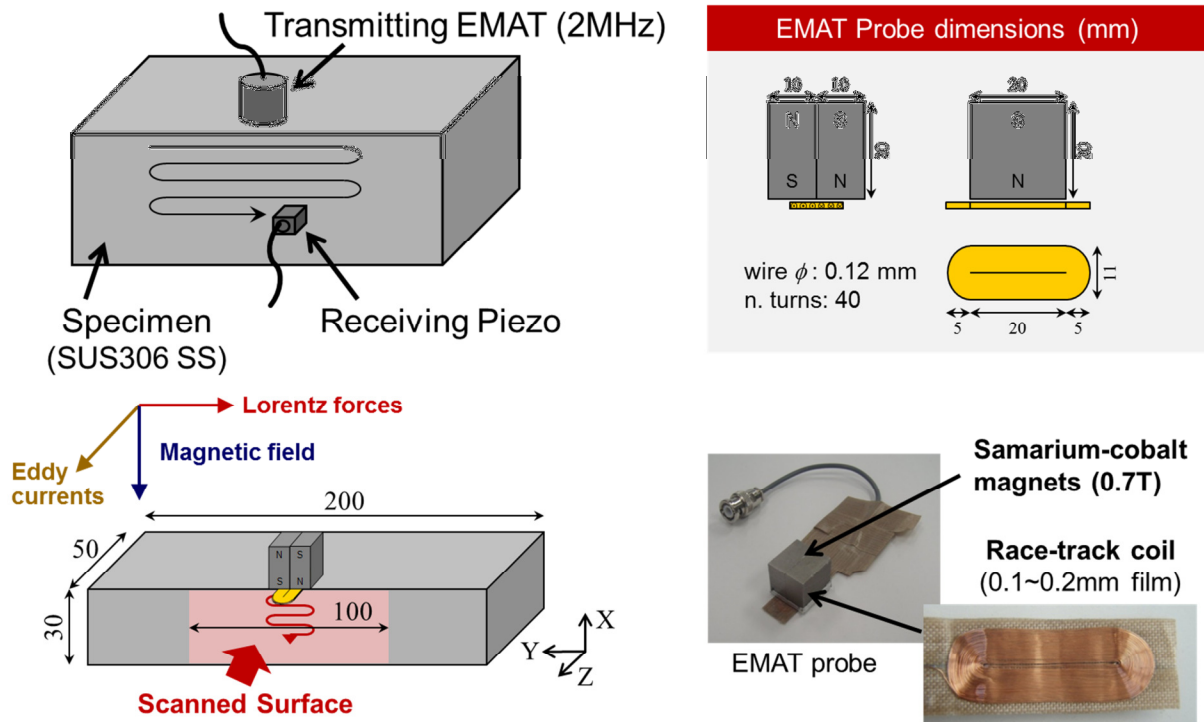 Transmitting EMAT (2MHz)
Specimen
(SUS306 SS)
Receiving Piezo
EMAT Probe dimensions (mm)
10
10
20
N
S
S
20
20
S
N
N
wire ϕ: 0.12 mm
n. turns: 40
11
5
20
5
Lorentz forces
Magnetic field
Eddy
currents
200
50
N
S
S
N
30
100
X
Y
Z
Scanned Surface
Samarium-cobalt
magnets (0.7T)
Race-track coil
(0.1~0.2mm film)
EMAT probe